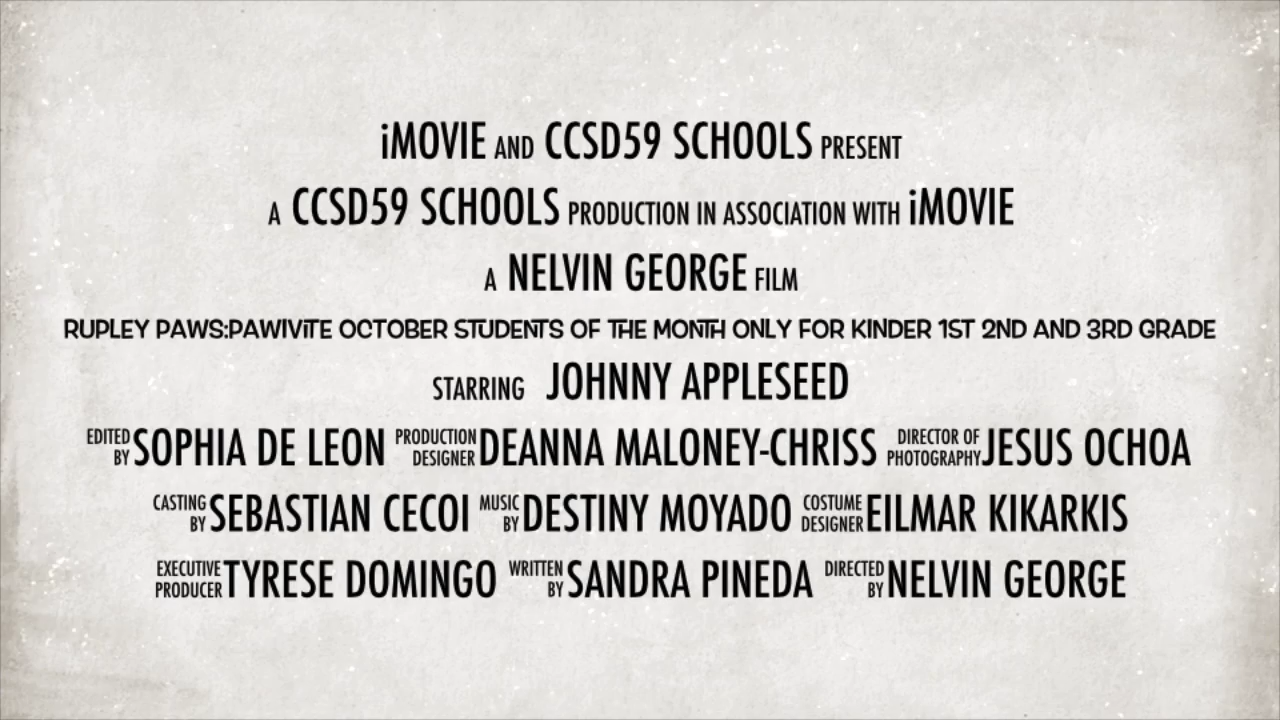 iMOVIE AND CCSD59 SCHOOLS PRESENT
A CCSD59 SCHOOLS PRODUCTION IN ASSOCIATION WITH iMOVIE
A NELVIN GEORGE FILM
RUPLEY PAWS:PAWIVITE OCTOBER STUDENTS OF THE MONTH ONLY FOR KINDER 1ST 2ND AND 3RD GRADE
STARRING JOHNNY APPLESEED
EDITED BY SOPHIA DE LEON PRODUCTION DESIGNER DEANNA MALONEY-CHRISS DIRECTOR OF PHOTOGRAPHY JESUS OCHOA
CASTING BY SEBASTIAN CECOI MUSIC BY DESTINY MOYADO COSTUME DESIGNER EILMAR KIKARKIS
EXECUTIVE PRODUCER TYRESE DOMINGO WRITTEN BY SANDRA PINEDA DIRECTED BY NELVIN GEORGE